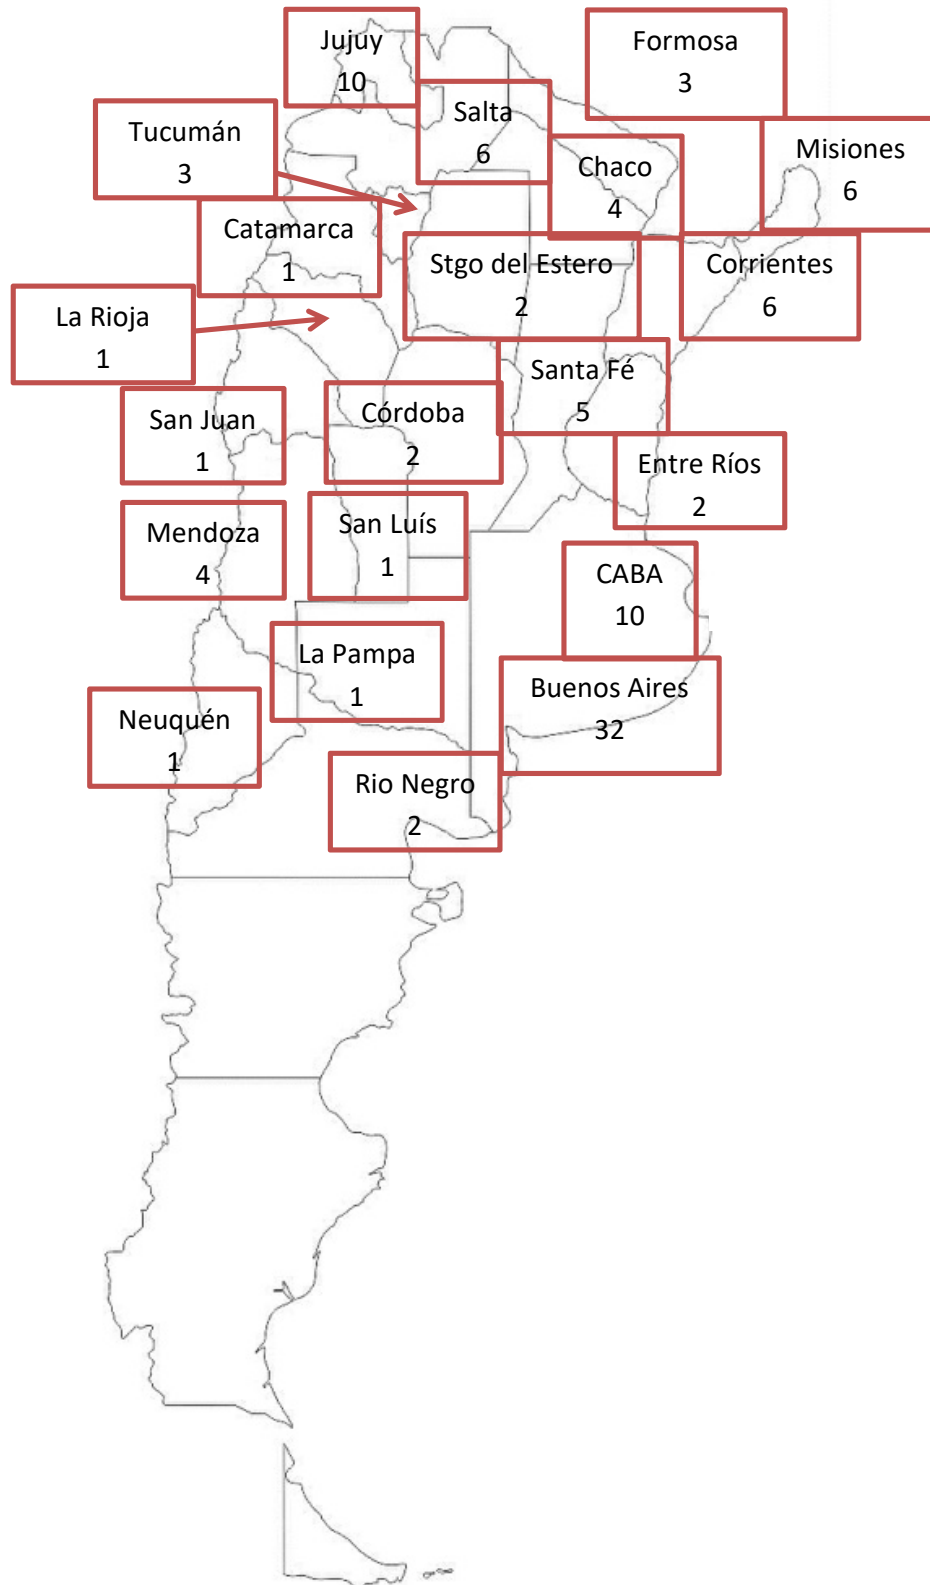 Jujuy
10
Formosa
3
Salta
6
Tucumán
3
Misiones
6
Chaco
4
Catamarca
1
Stgo del Estero
2
Corrientes
6
La Rioja
1
Santa Fé
5
San Juan
1
Córdoba
2
Entre Ríos
2
Mendoza
4
San Luís
1
CABA
10
La Pampa
1
Buenos Aires
32
Neuquén
1
Rio Negro
2